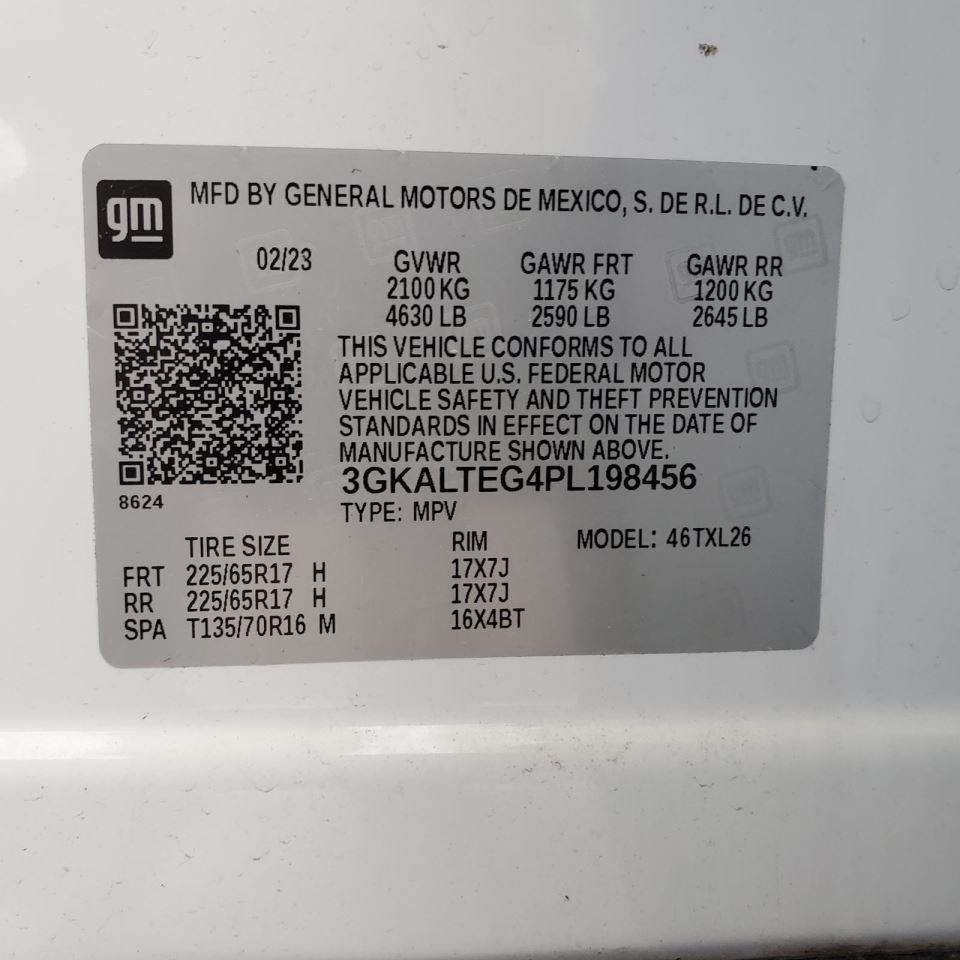 gm
MFD BY GENERAL MOTORS DE MEXICO, S. DE R.L. DE C.V.
02/23 GVWR GAWR FRT GAWR RR
2100 KG 1175 KG 1200 KG
4630 LB 2590 LB 2645 LB
THIS VEHICLE CONFORMS TO ALL
APPLICABLE U.S. FEDERAL MOTOR
VEHICLE SAFETY AND THEFT PREVENTION
STANDARDS IN EFFECT ON THE DATE OF
MANUFACTURE SHOWN ABOVE.
3GKALTEG4PL198456
8624
TYPE: MPV
TIRE SIZE RIM MODEL: 46TXL26
FRT 225/65R17 H 17X7J
RR 225/65R17 H 17X7J
SPA T135/70R16 M 16X4BT